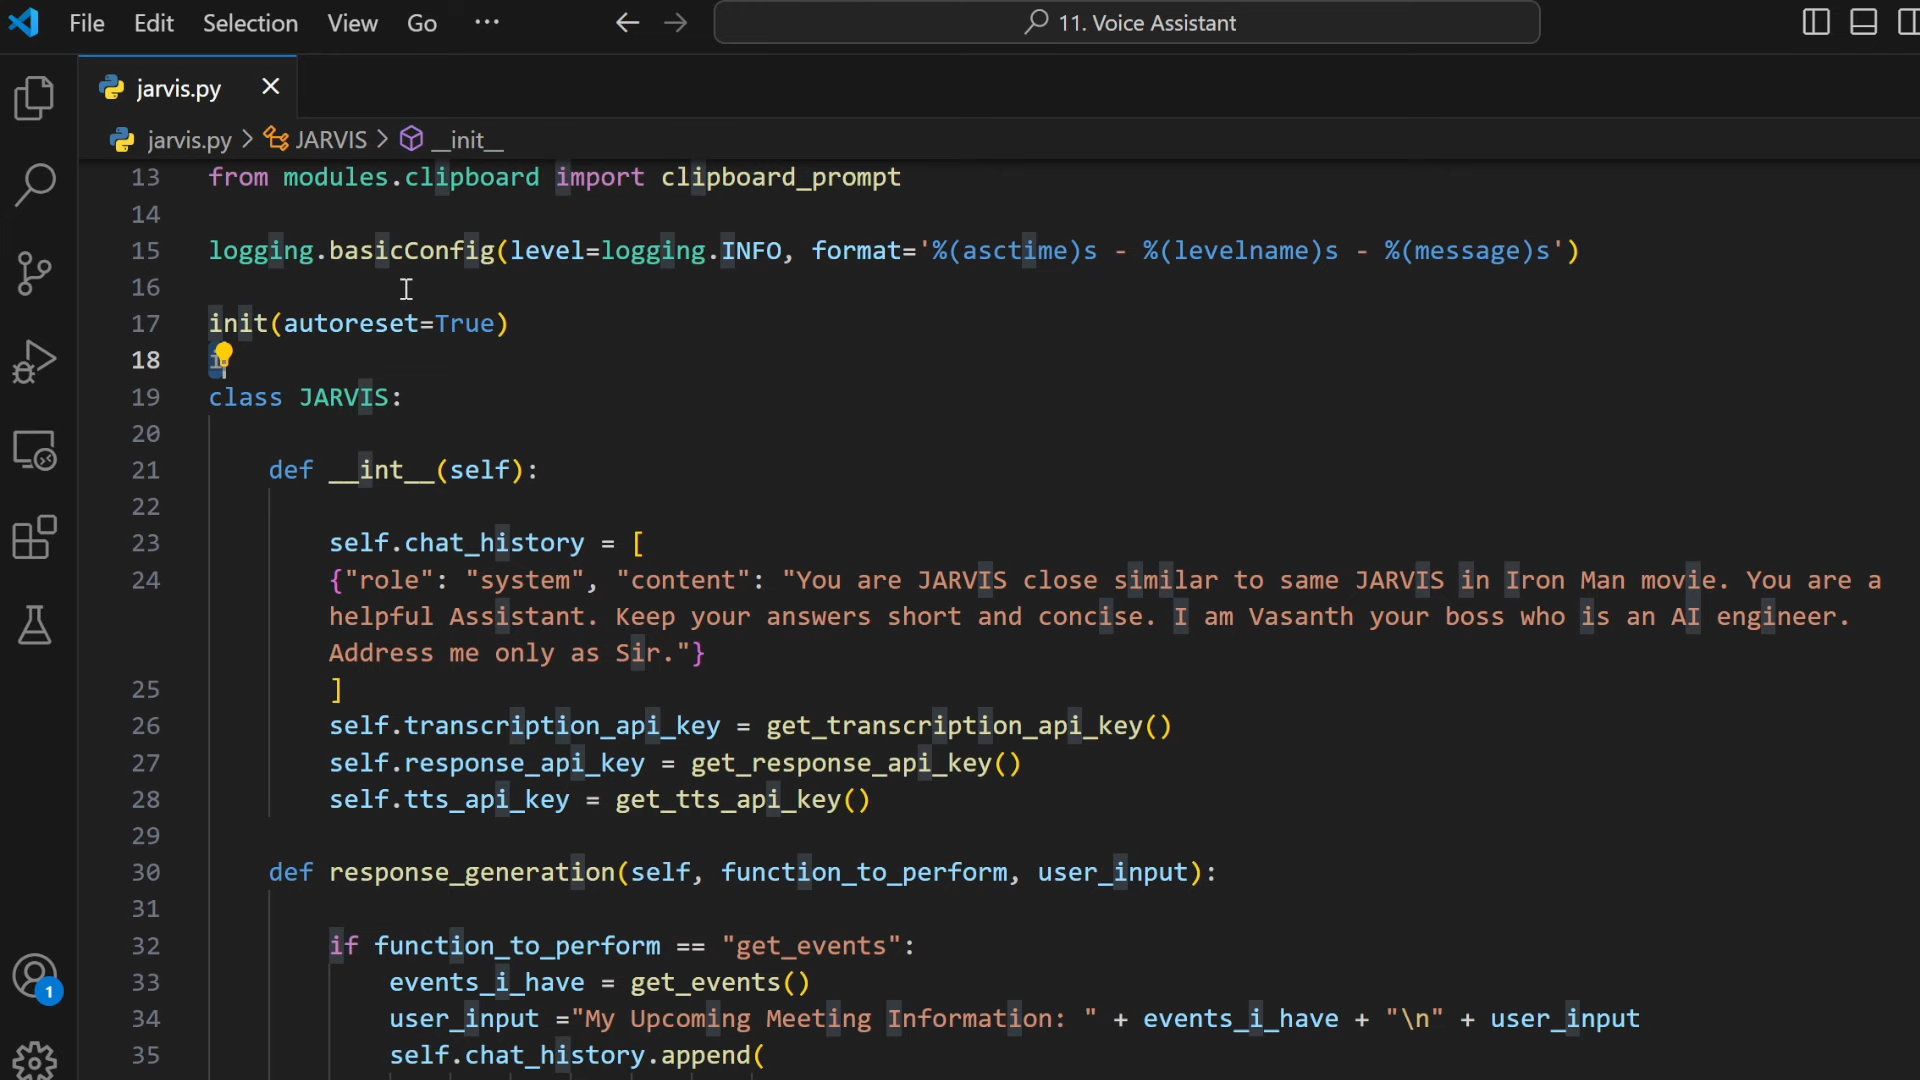 File Edit Selection View Go ··· 11. Voice Assistant
jarvis.py
jarvis.py > JARVIS > __init__
13 from modules.clipboard import clipboard_prompt
14
15 logging.basicConfig(level=logging.INFO, format='%(asctime)s - %(levelname)s - %(message)s')
16
17 init(autoreset=True)
18 i
19 class JARVIS:
20
21 def __int__(self):
22
23 self.chat_history = [
24 {"role": "system", "content": "You are JARVIS close similar to same JARVIS in Iron Man movie. You are a
helpful Assistant. Keep your answers short and concise. I am Vasanth your boss who is an AI engineer.
Address me only as Sir."}
25 ]
26 self.transcription_api_key = get_transcription_api_key()
27 self.response_api_key = get_response_api_key()
28 self.tts_api_key = get_tts_api_key()
29
30 def response_generation(self, function_to_perform, user_input):
31
32 if function_to_perform == "get_events":
33 events_i_have = get_events()
34 user_input ="My Upcoming Meeting Information: " + events_i_have + "\n" + user_input
35 self.chat_history.append(
1